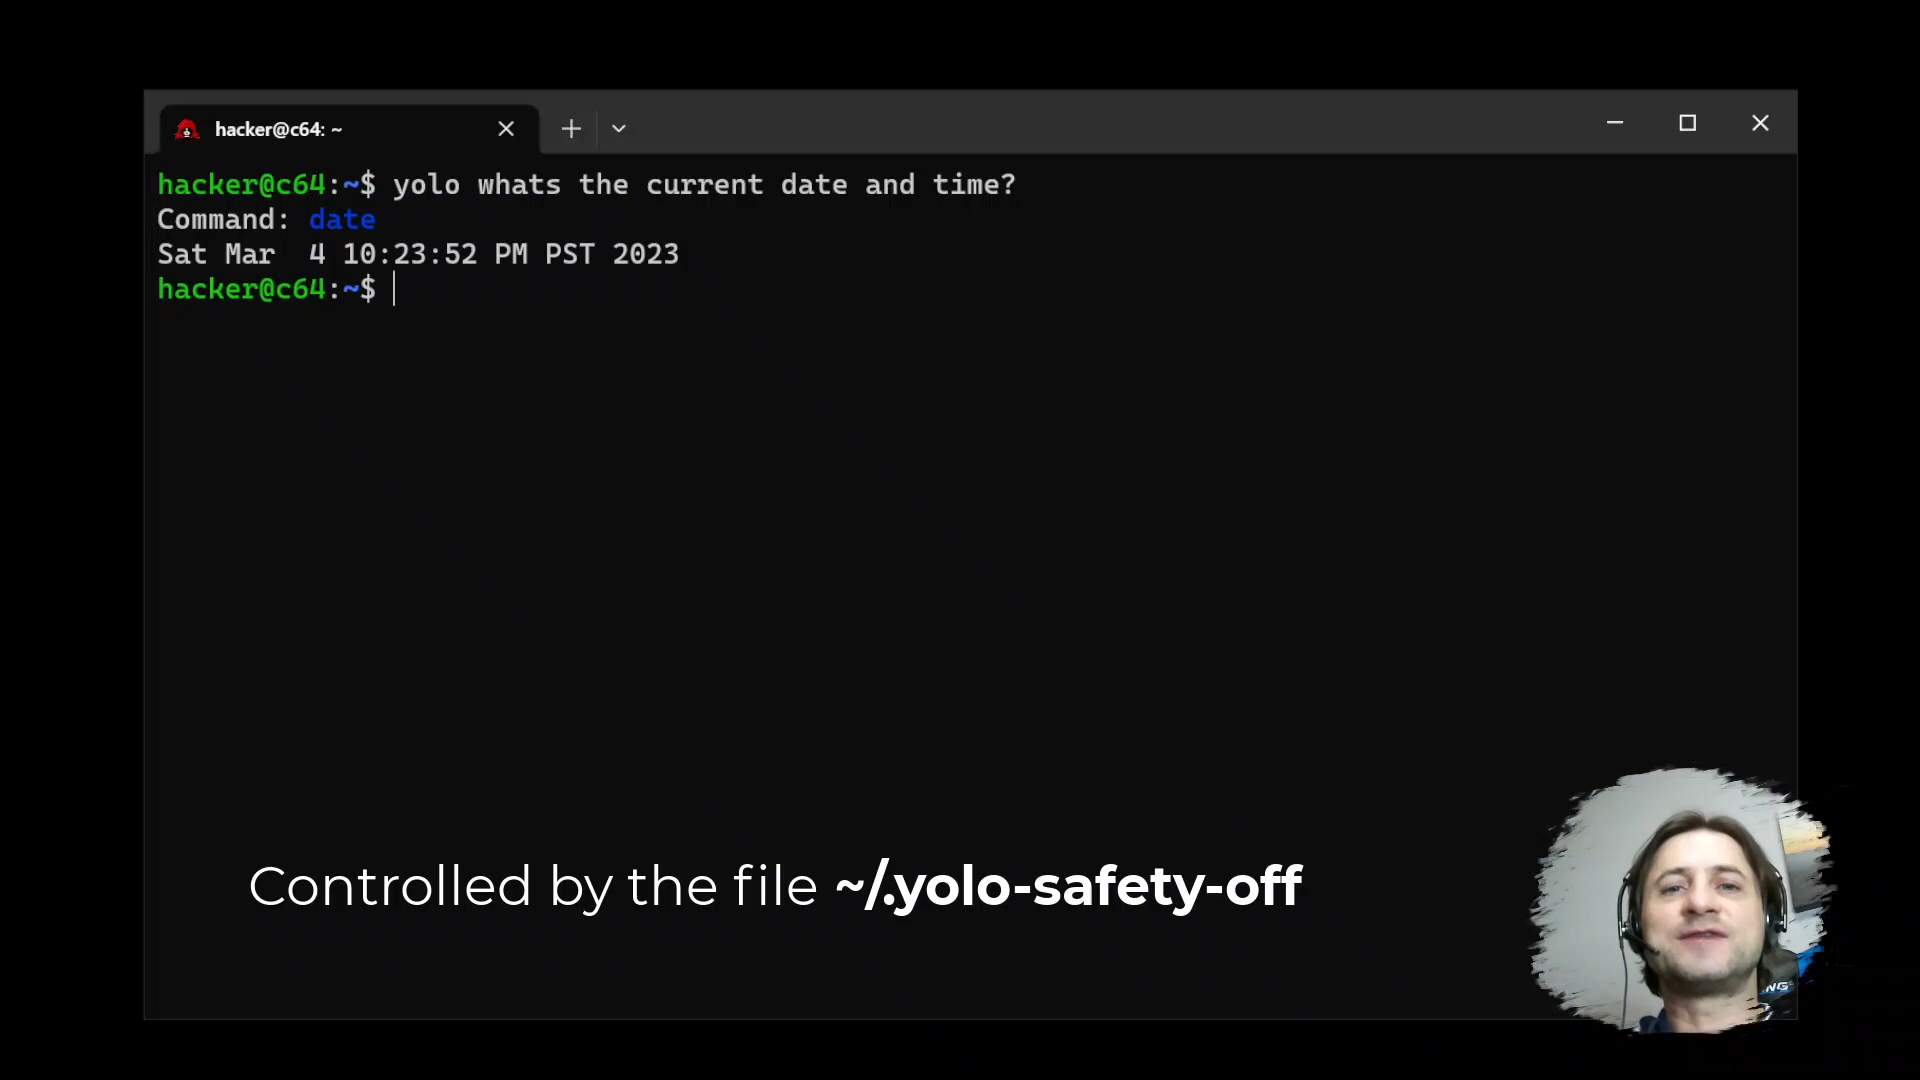 hacker@c64: ~
hacker@c64:~$ yolo whats the current date and time?
Command: date
Sat Mar  4 10:23:52 PM PST 2023
hacker@c64:~$
Controlled by the file ~/.yolo-safety-off